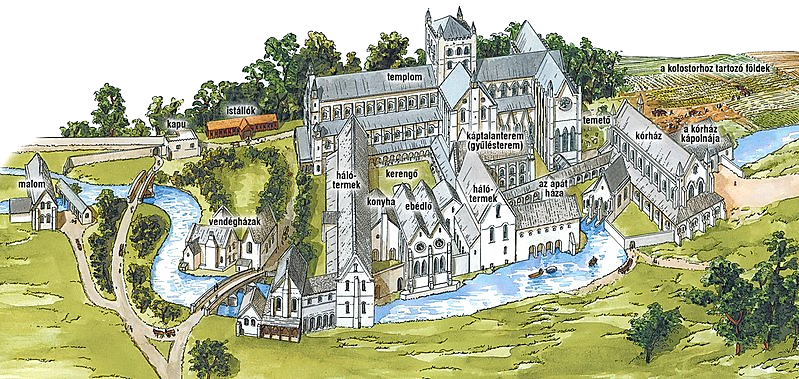 a kolostorhoz tartozó földek
templom
istállók
kapu
káptalanterem
(gyűlésterem)
temető
kórház
a kórház
kápolnája
malom
háló-
termek
kerengő
konyha
ebédlő
háló-
termek
az apát
háza
vendégházak